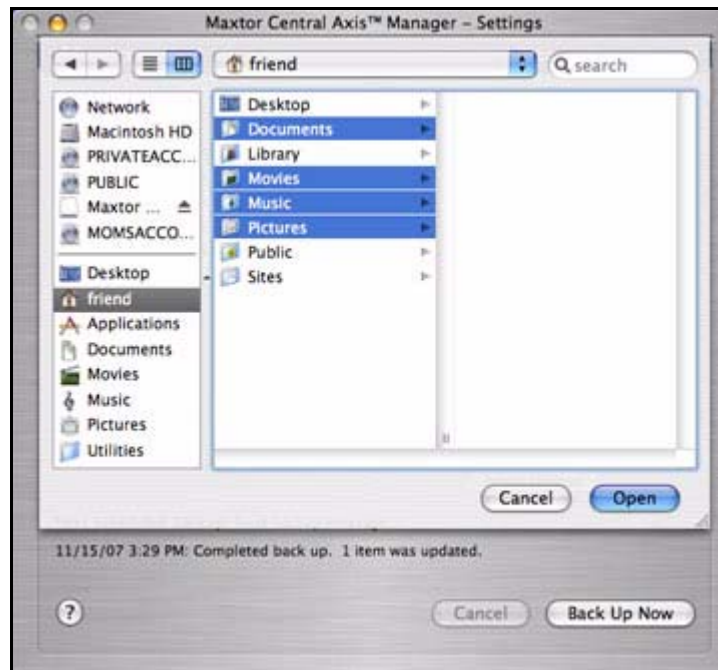 Maxtor Central Axis™ Manager – Settings
friend
search
Network
Macintosh HD
PRIVATEACC...
PUBLIC
Maxtor ...
MOMSACCO...
Desktop
friend
Applications
Documents
Movies
Music
Pictures
Utilities
Desktop
Documents
Library
Movies
Music
Pictures
Public
Sites
Cancel
Open
11/15/07 3:29 PM: Completed back up. 1 item was updated.
?
Cancel
Back Up Now